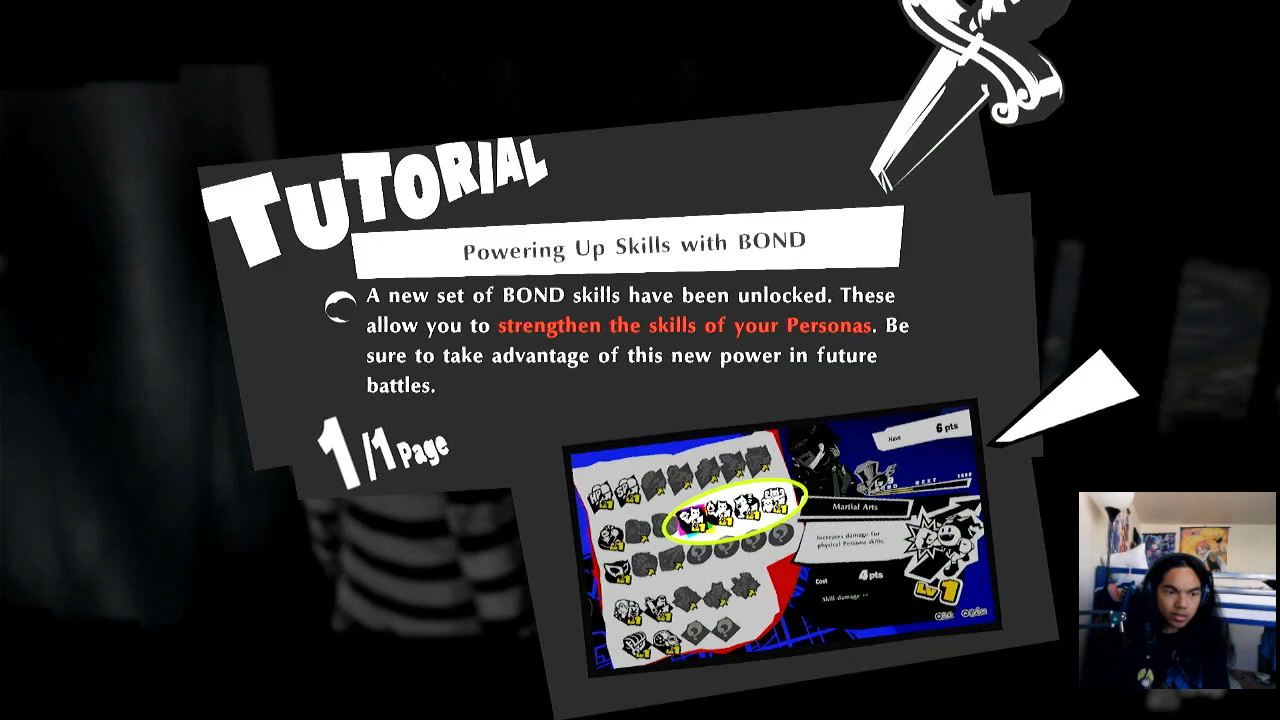 TUTORIAL
Powering Up Skills with BOND
A new set of BOND skills have been unlocked. These
allow you to strengthen the skills of your Personas. Be
sure to take advantage of this new power in future
battles.
1/1 Page
Have 6 pts
Martial Arts
Increases damage for
physical Persona skills.
Cost 4 pts
Skill damage
Lv 1